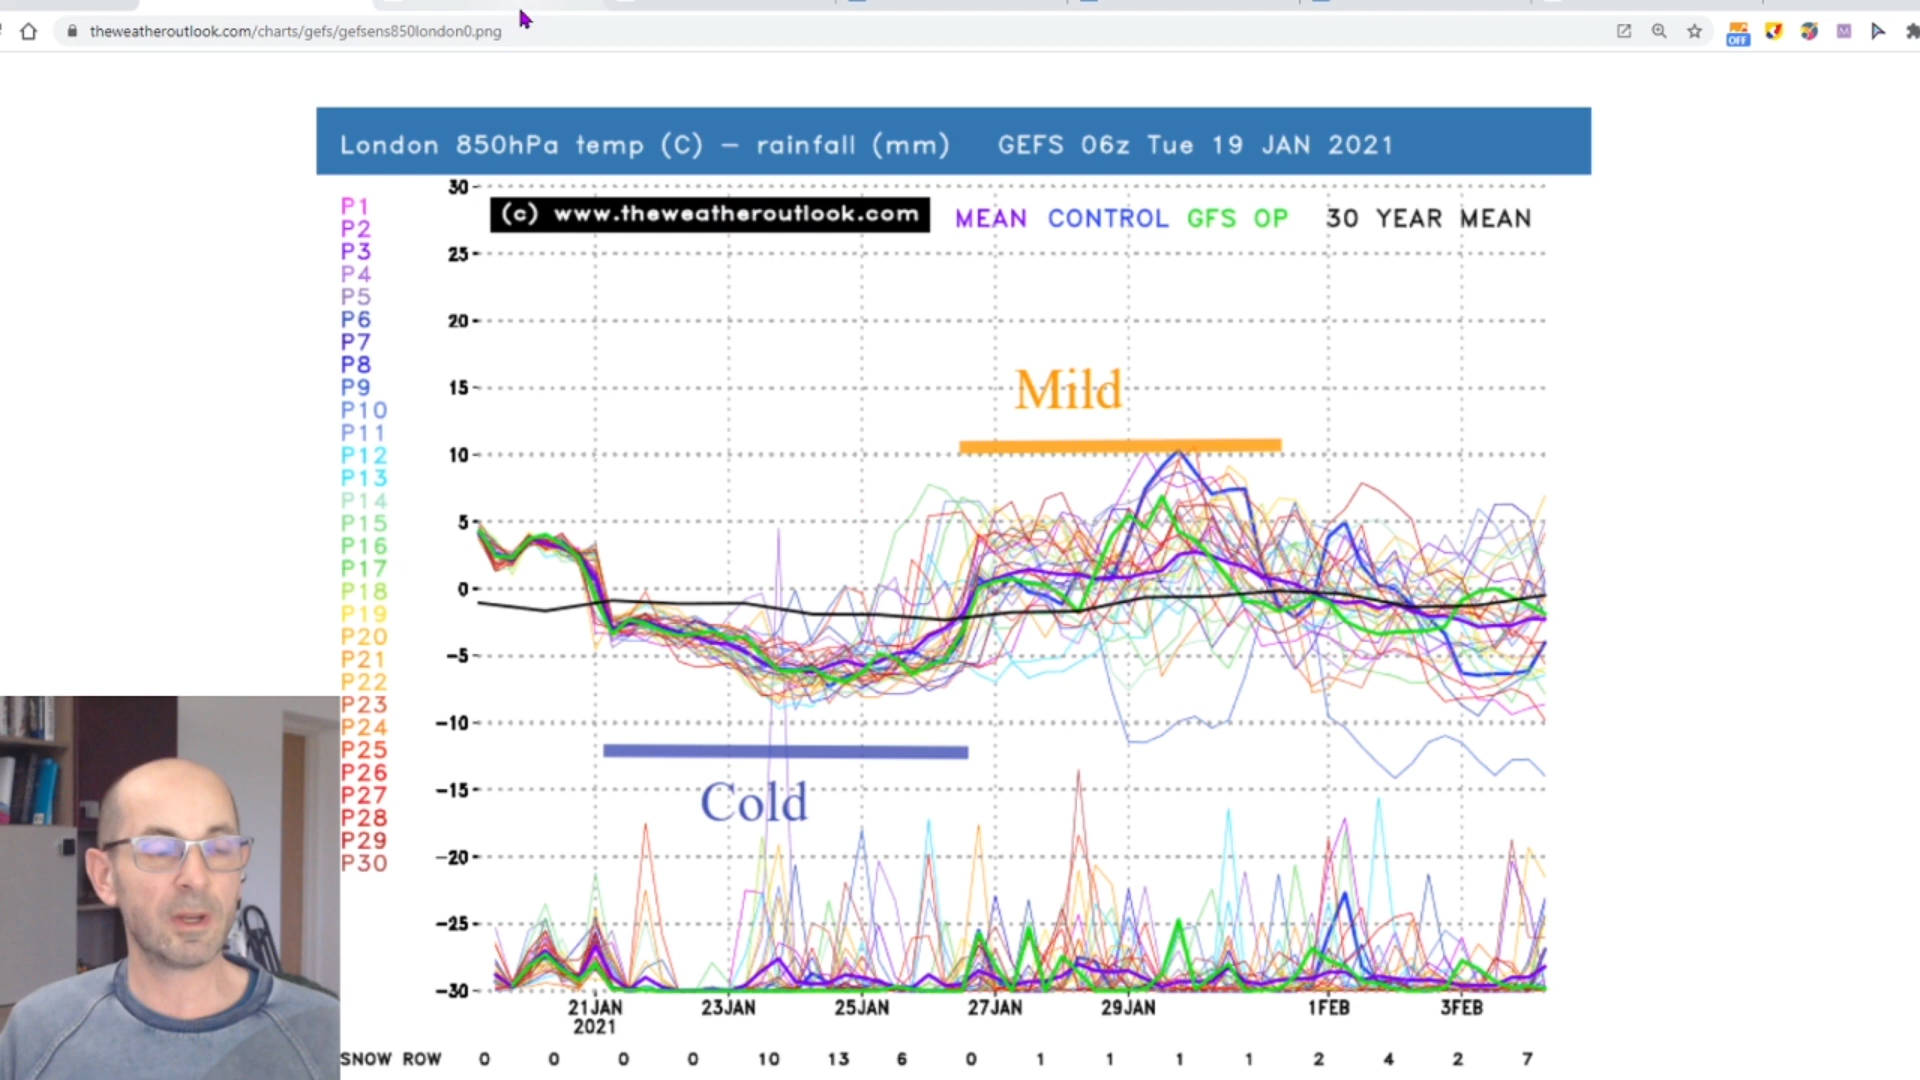 theweatheroutlook.com/charts/gefs/gefsens850london0.png
OFF
M
London 850hPa temp (C) – rainfall (mm) GEFS 06z Tue 19 JAN 2021
(c) www.theweatheroutlook.com MEAN CONTROL GFS OP 30 YEAR MEAN
P1
P2
P3
P4
P5
P6
P7
P8
P9
P10
P11
P12
P13
P14
P15
P16
P17
P18
P19
P20
P21
P22
P23
P24
P25
P26
P27
P28
P29
P30
30
25
20
15
10
5
0
-5
-10
-15
-20
-25
-30
Mild
Cold
21JAN 23JAN 25JAN 27JAN 29JAN 1FEB 3FEB
2021
SNOW ROW 0 0 0 0 10 13 6 0 1 1 1 1 2 4 2 7